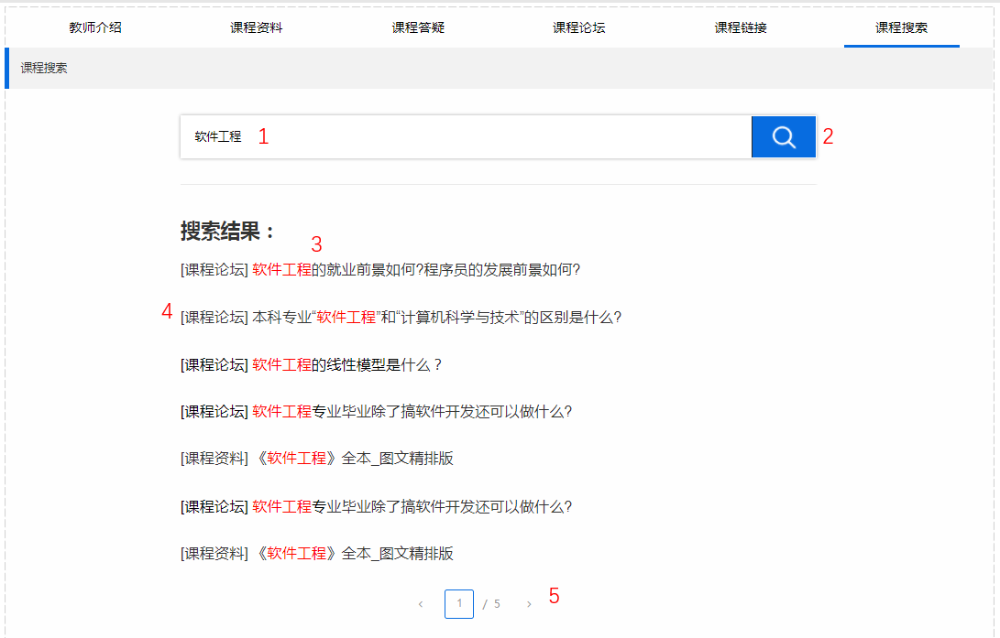 教师介绍 课程资料 课程答疑 课程论坛 课程链接 课程搜索
课程搜索
软件工程 1 2
搜索结果：
3
[课程论坛] 软件工程的就业前景如何?程序员的发展前景如何?
4 [课程论坛] 本科专业“软件工程”和“计算机科学与技术”的区别是什么?
[课程论坛] 软件工程的线性模型是什么？
[课程论坛] 软件工程专业毕业除了搞软件开发还可以做什么?
[课程资料] 《软件工程》全本_图文精排版
[课程论坛] 软件工程专业毕业除了搞软件开发还可以做什么?
[课程资料] 《软件工程》全本_图文精排版
‹ 1 / 5 › 5